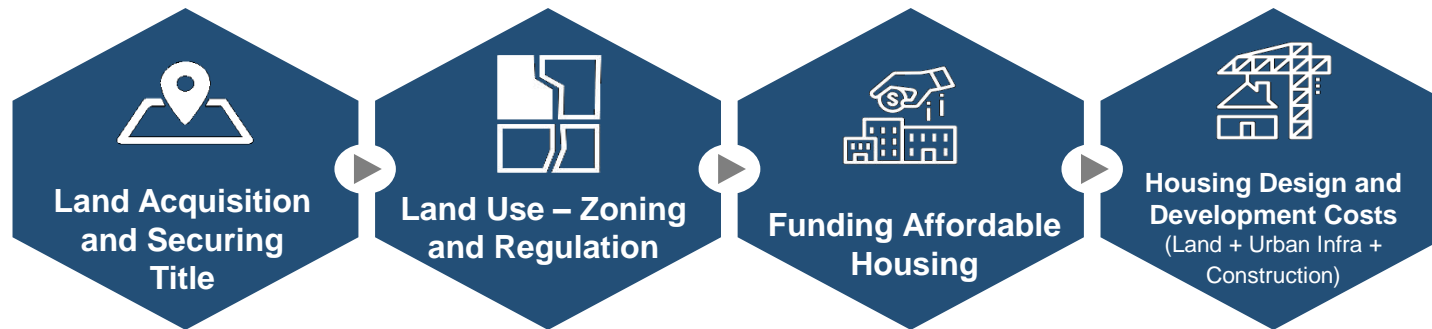 Land Acquisition
and Securing
Title
Land Use – Zoning
and Regulation
Funding Affordable
Housing
Housing Design and
Development Costs
(Land + Urban Infra +
Construction)